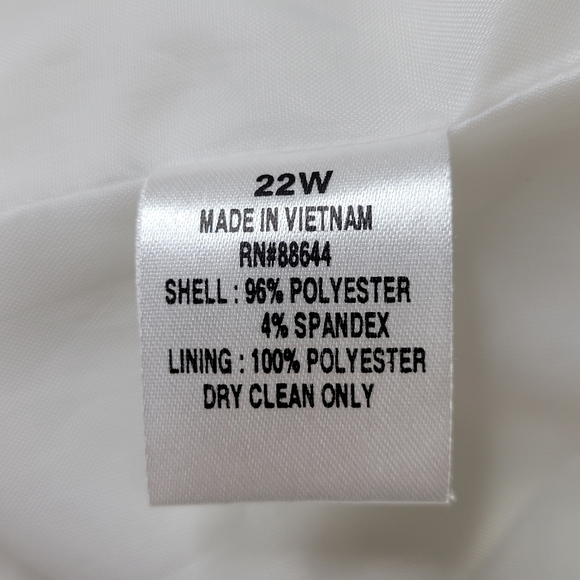 22W
MADE IN VIETNAM
RN#88644
SHELL : 96% POLYESTER
4% SPANDEX
LINING : 100% POLYESTER
DRY CLEAN ONLY